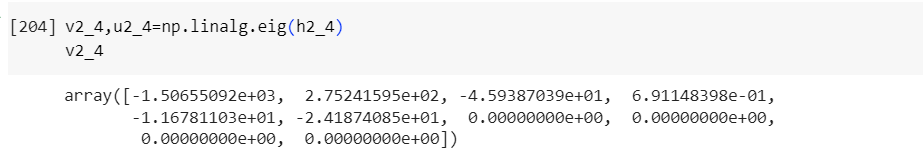 [204] v2_4,u2_4=np.linalg.eig(h2_4)
v2_4
array([-1.50655092e+03,  2.75241595e+02, -4.59387039e+01,  6.91148398e-01,
-1.16781103e+01, -2.41874085e+01,  0.00000000e+00,  0.00000000e+00,
0.00000000e+00,  0.00000000e+00])